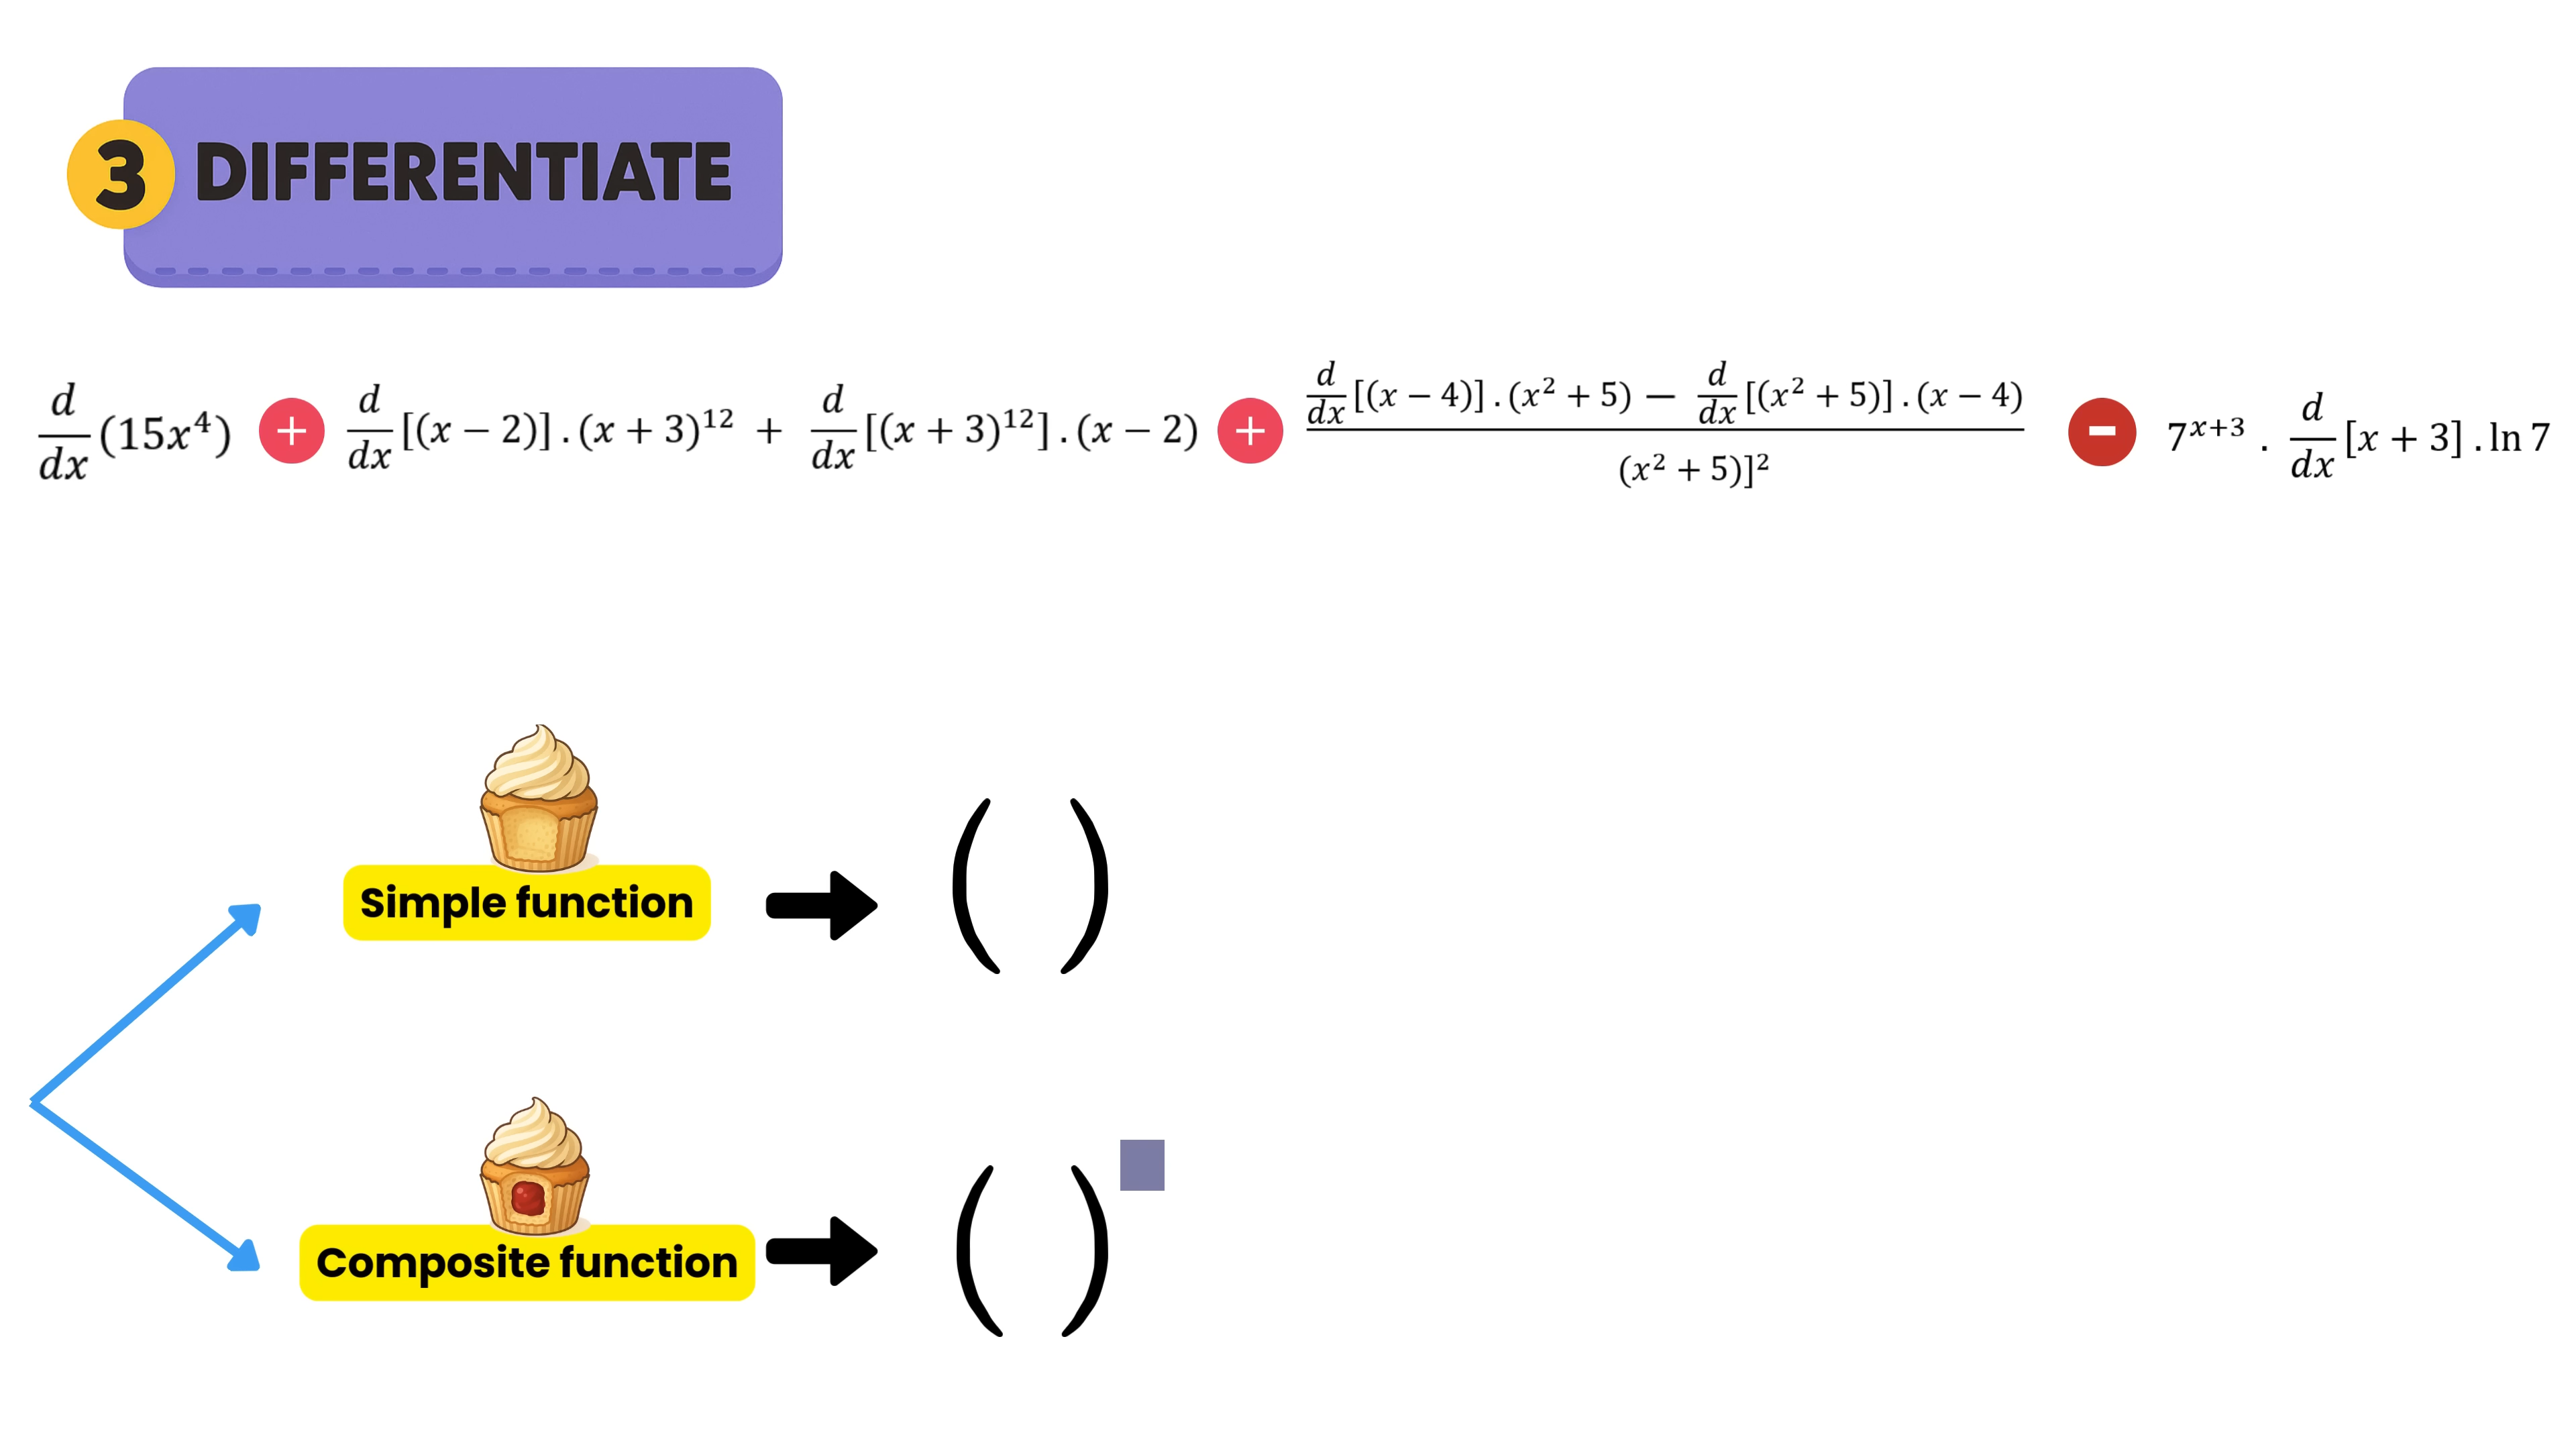 3 DIFFERENTIATE
d/dx (15x⁴) + d/dx [(x − 2)] . (x + 3)¹² + d/dx [(x + 3)¹²] . (x − 2) + (d/dx [(x − 4)] . (x² + 5) − d/dx [(x² + 5)] . (x − 4)) / (x² + 5)]² - 7ˣ⁺³ . d/dx [x + 3] . ln 7
Simple function ( )
Composite function ( )